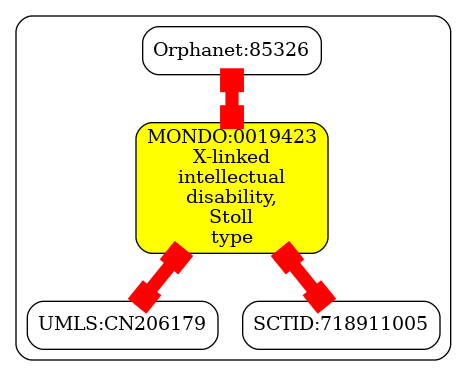 Orphanet:85326
MONDO:0019423
X-linked
intellectual
disability,
Stoll
type
UMLS:CN206179
SCTID:718911005